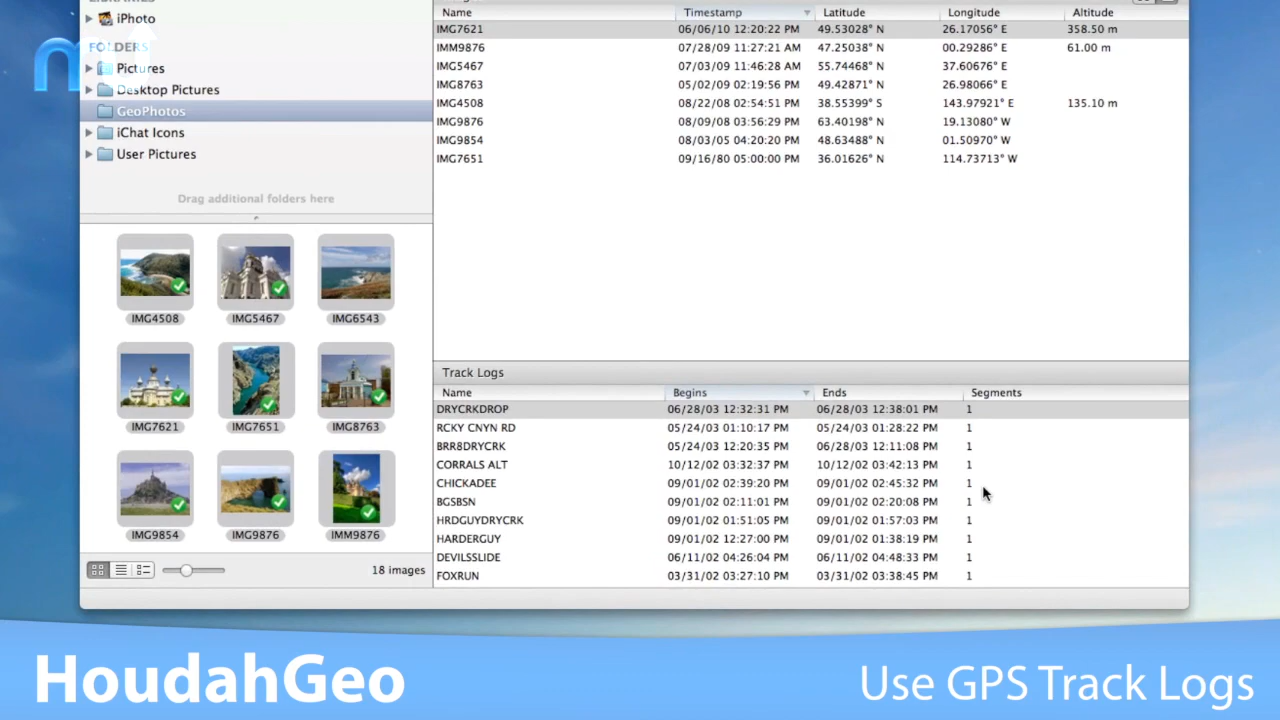 iPhoto
FOLDERS
Pictures
Desktop Pictures
GeoPhotos
iChat Icons
User Pictures
Drag additional folders here
IMG4508 IMG5467 IMG6543
IMG7621 IMG7651 IMG8763
IMG9854 IMG9876 IMM9876
18 images
Name Timestamp Latitude Longitude Altitude
IMG7621 06/06/10 12:20:22 PM 49.53028° N 26.17056° E 358.50 m
IMM9876 07/28/09 11:27:21 AM 47.25038° N 00.29286° E 61.00 m
IMG5467 07/03/09 11:46:28 AM 55.74468° N 37.60676° E
IMG8763 05/02/09 02:19:56 PM 49.42871° N 26.98066° E
IMG4508 08/22/08 02:54:51 PM 38.55399° S 143.97921° E 135.10 m
IMG9876 08/09/08 03:56:29 PM 63.40198° N 19.13080° W
IMG9854 08/03/05 04:20:20 PM 48.63488° N 01.50970° W
IMG7651 09/16/80 05:00:00 PM 36.01626° N 114.73713° W
Track Logs
Name Begins Ends Segments
DRYCRKDROP 06/28/03 12:32:31 PM 06/28/03 12:38:01 PM 1
RCKY CNYN RD 05/24/03 01:10:17 PM 05/24/03 01:28:22 PM 1
BRR8DRYCRK 05/24/03 12:20:35 PM 06/28/03 12:11:08 PM 1
CORRALS ALT 10/12/02 03:32:37 PM 10/12/02 03:42:13 PM 1
CHICKADEE 09/01/02 02:39:20 PM 09/01/02 02:45:32 PM 1
BGSBSN 09/01/02 02:11:01 PM 09/01/02 02:20:08 PM 1
HRDGUYDRYCRK 09/01/02 01:51:05 PM 09/01/02 01:57:03 PM 1
HARDERGUY 09/01/02 12:27:00 PM 09/01/02 01:38:19 PM 1
DEVILSSLIDE 06/11/02 04:26:04 PM 06/11/02 04:48:33 PM 1
FOXRUN 03/31/02 03:27:10 PM 03/31/02 03:38:45 PM 1
HoudahGeo
Use GPS Track Logs